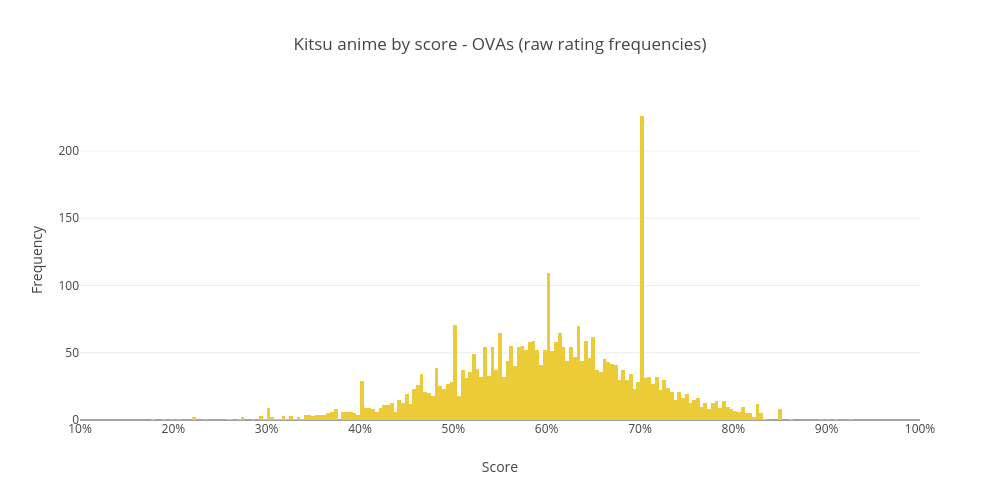 Kitsu anime by score - OVAs (raw rating frequencies)
Frequency
200
150
100
50
0
10% 20% 30% 40% 50% 60% 70% 80% 90% 100%
Score